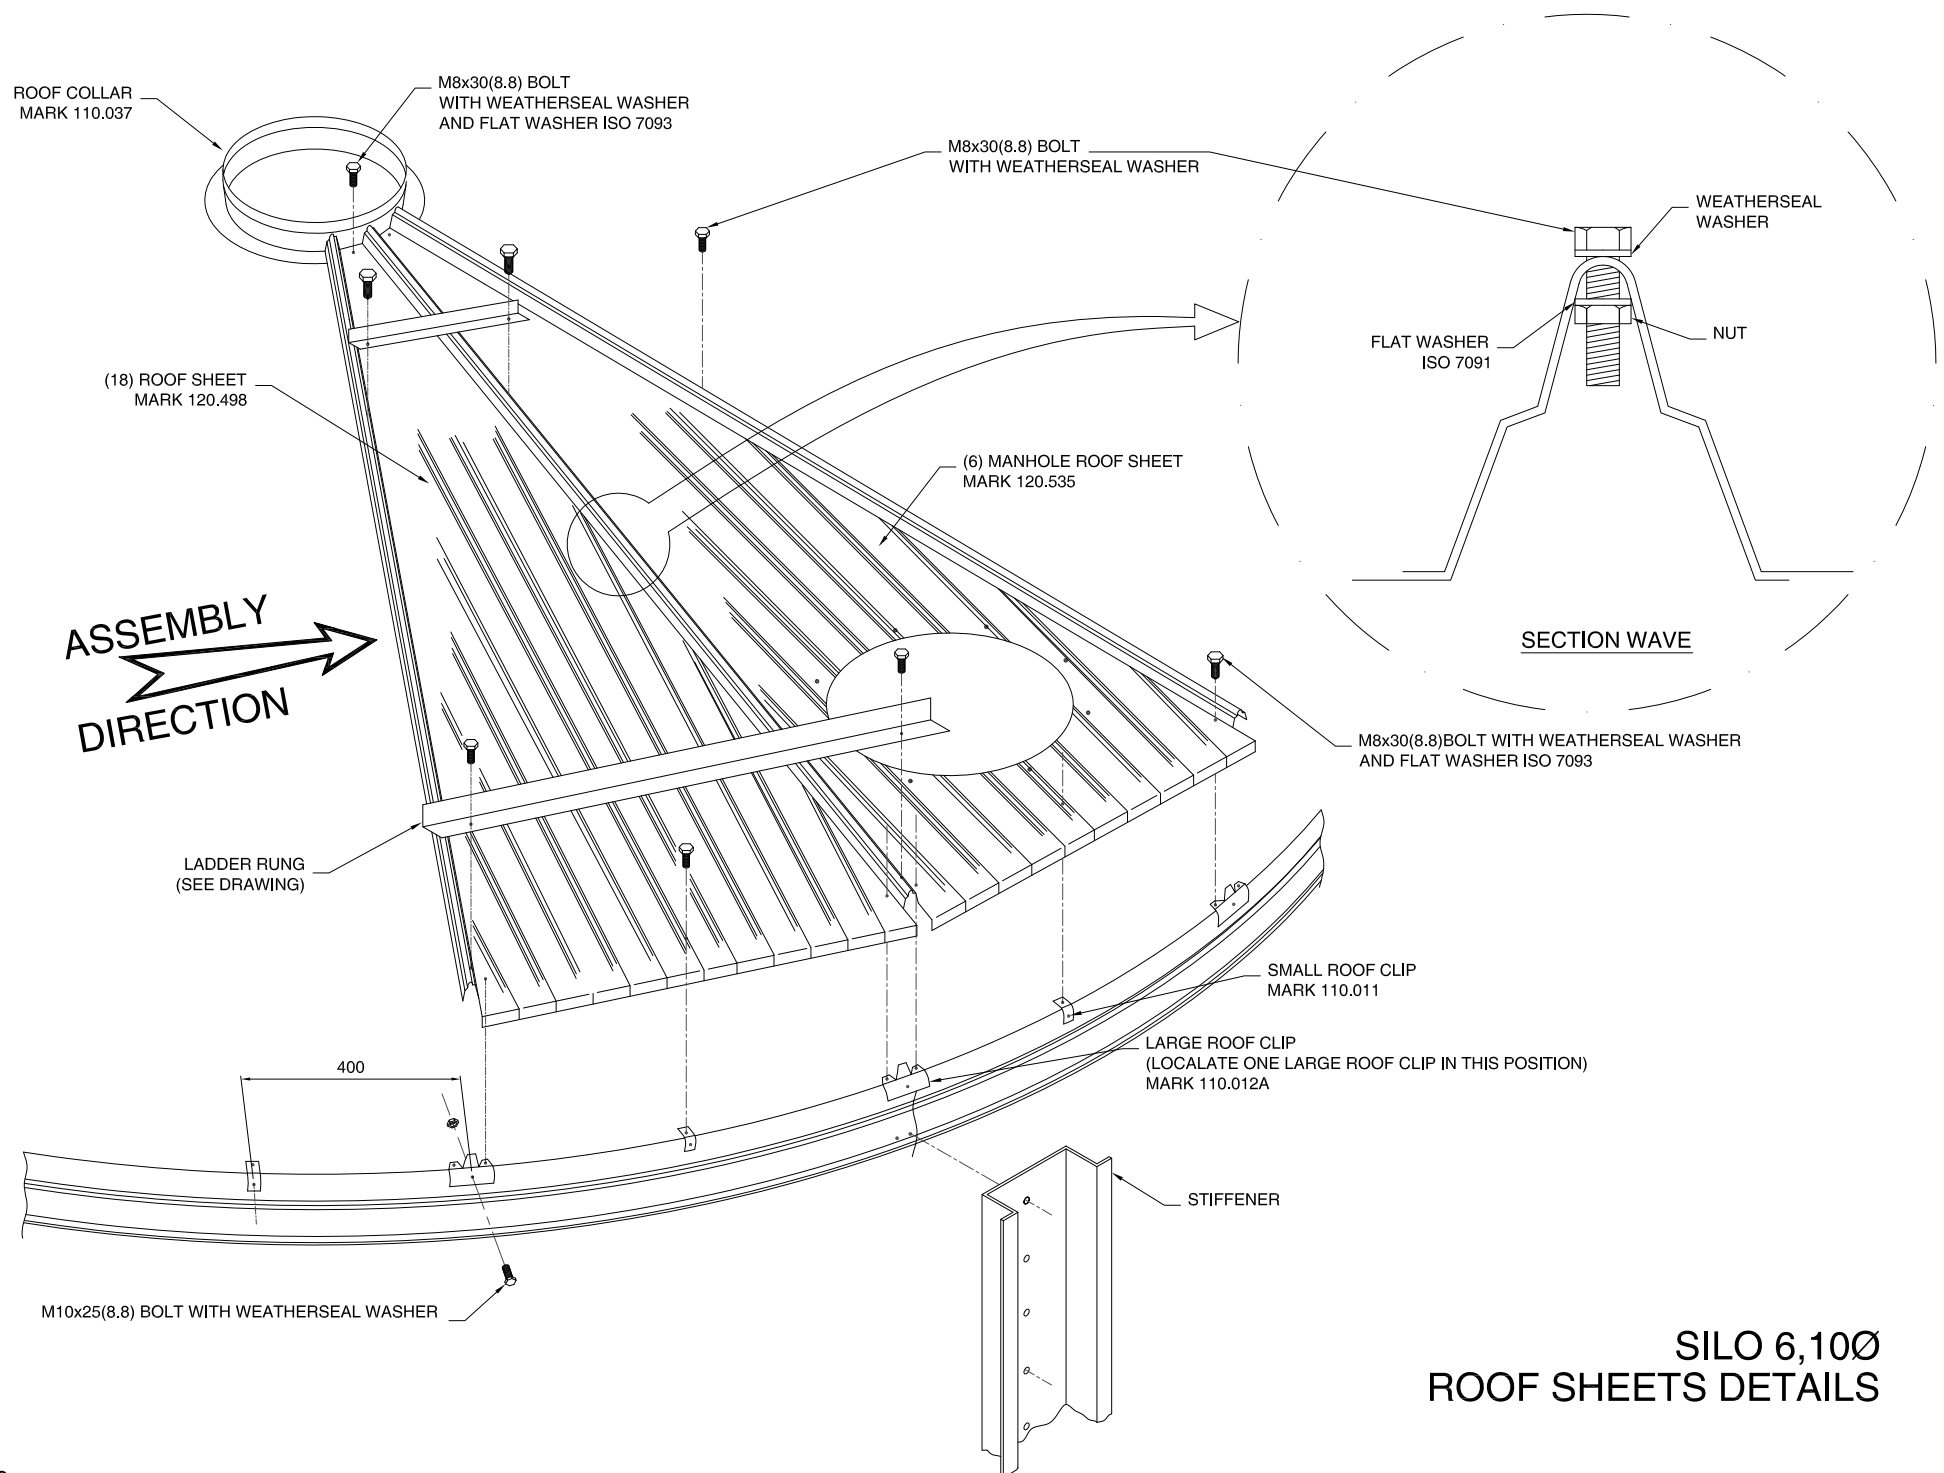 ROOF COLLAR
MARK 110.037
M8x30(8.8) BOLT
WITH WEATHERSEAL WASHER
AND FLAT WASHER ISO 7093
M8x30(8.8) BOLT
WITH WEATHERSEAL WASHER
WEATHERSEAL
WASHER
FLAT WASHER
ISO 7091
NUT
(18) ROOF SHEET
MARK 120.498
(6) MANHOLE ROOF SHEET
MARK 120.535
ASSEMBLY
DIRECTION
SECTION WAVE
M8x30(8.8)BOLT WITH WEATHERSEAL WASHER
AND FLAT WASHER ISO 7093
LADDER RUNG
(SEE DRAWING)
SMALL ROOF CLIP
MARK 110.011
LARGE ROOF CLIP
(LOCALATE ONE LARGE ROOF CLIP IN THIS POSITION)
MARK 110.012A
400
STIFFENER
M10x25(8.8) BOLT WITH WEATHERSEAL WASHER
SILO 6,10Ø
ROOF SHEETS DETAILS